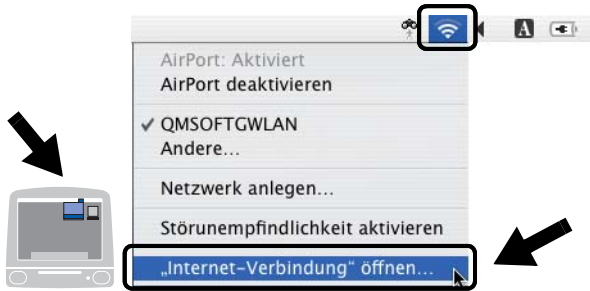 A
AirPort: Aktiviert
AirPort deaktivieren
✓ QMSOFTGWLAN
Andere...
Netzwerk anlegen...
Störunempfindlichkeit aktivieren
„Internet-Verbindung“ öffnen...